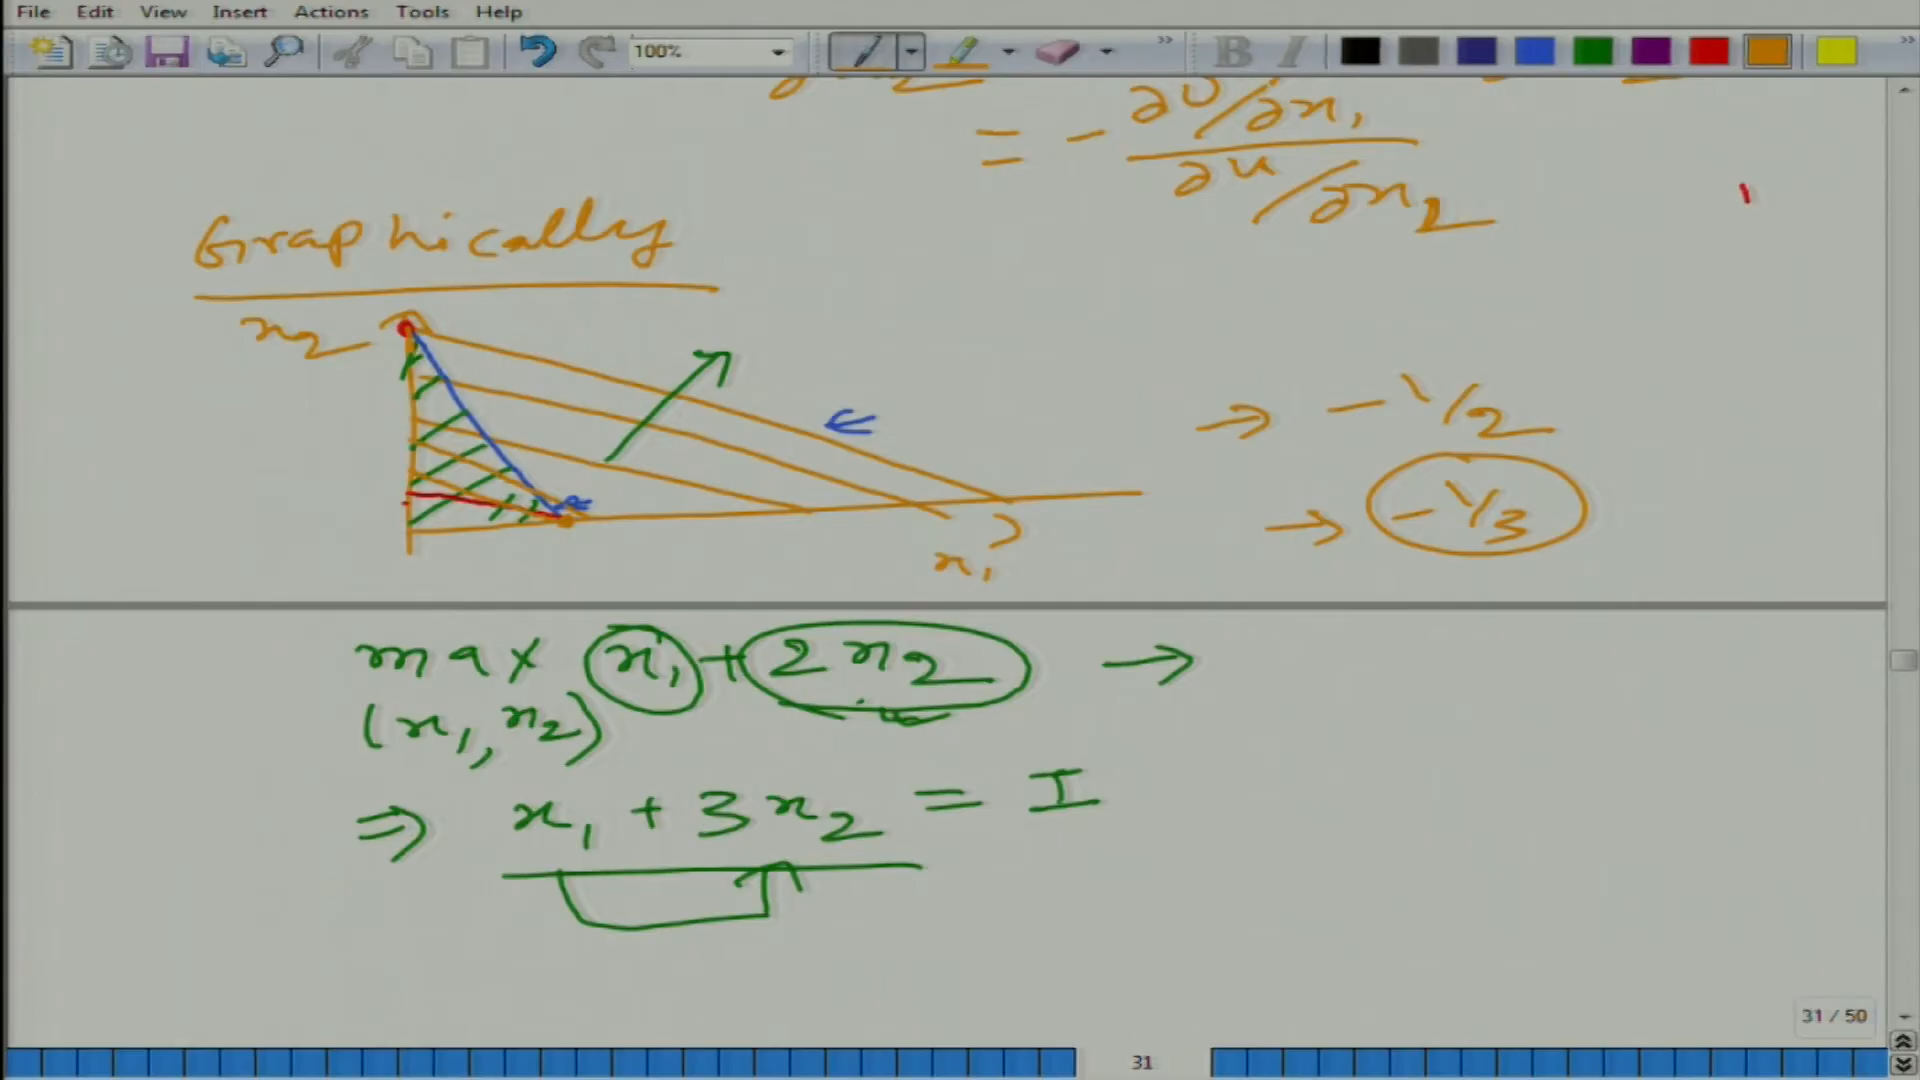 File Edit View Insert Actions Tools Help
100%
B I
= - ∂U/∂x₁
∂u/∂x₂
Graphically
x₂
→ - 1/2
→ - 1/3
x₁
max x₁ + 2x₂ →
(x₁, x₂)
⇒ x₁ + 3x₂ = I
31 / 50
31